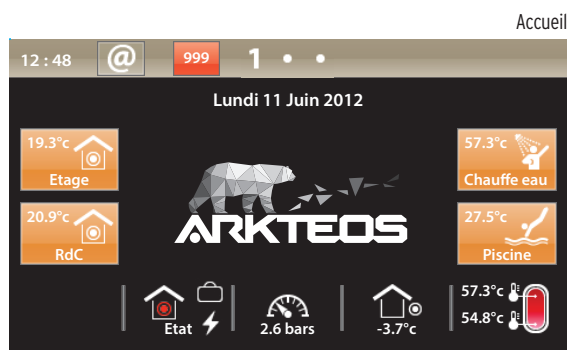 Accueil
12 : 48 @ 999 1
Lundi 11 Juin 2012
19.3°c
Etage
57.3°c
Chauffe eau
ARKTEOS
20.9°c
RdC
27.5°c
Piscine
Etat
2.6 bars
-3.7°c
57.3°c
54.8°c